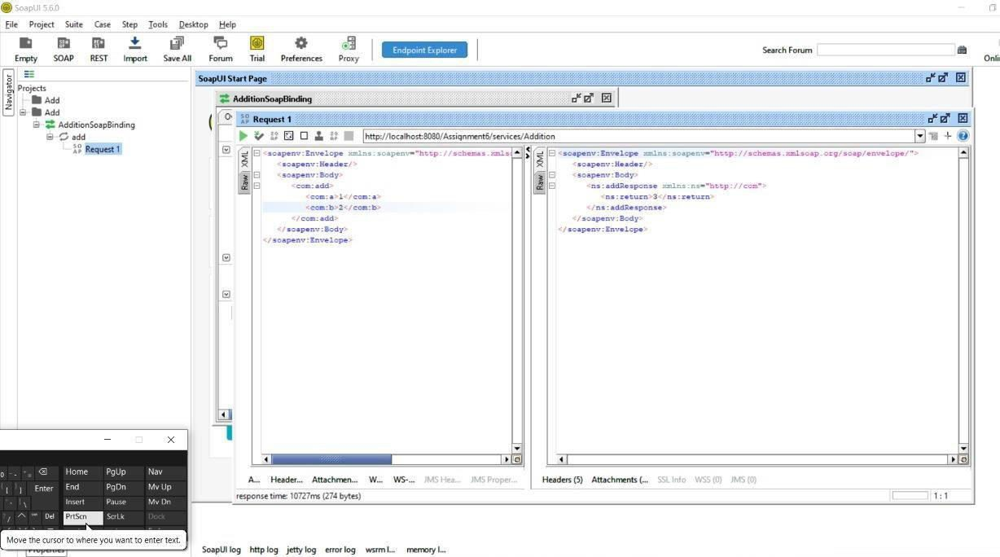 SoapUI 5.6.0
File Project Suite Case Step Tools Desktop Help
Empty SOAP REST Import Save All Forum Trial Preferences Proxy Endpoint Explorer Search Forum Onli
Navigator
Projects
Add
Add
AdditionSoapBinding
add
Request 1
SoapUI Start Page
AdditionSoapBinding
Request 1
http://localhost:8080/Assignment6/services/Addition
XML
Raw
<soapenv:Envelope xmlns:soapenv="http://schemas.xmls
<soapenv:Header/>
<soapenv:Body>
<com:add>
<com:a>1</com:a>
<com:b>2</com:b>
</com:add>
</soapenv:Body>
</soapenv:Envelope>
XML
Raw
<soapenv:Envelope xmlns:soapenv="http://schemas.xmlsoap.org/soap/envelope/">
<soapenv:Header/>
<soapenv:Body>
<ns:addResponse xmlns:ns="http://com">
<ns:return>3</ns:return>
</ns:addResponse>
</soapenv:Body>
</soapenv:Envelope>
A... Header... Attachmen... W... WS-... JMS Hea... JMS Proper...
Headers (5) Attachments (... SSL Info WSS (0) JMS (0)
response time: 10727ms (274 bytes)
1 : 1
Home PgUp Nav
Enter End PgDn Mv Up
Insert Pause Mv Dn
Del PrtScn ScrLk Dock
Move the cursor to where you want to enter text.
Properties
SoapUI log http log jetty log error log wsrm l... memory l...